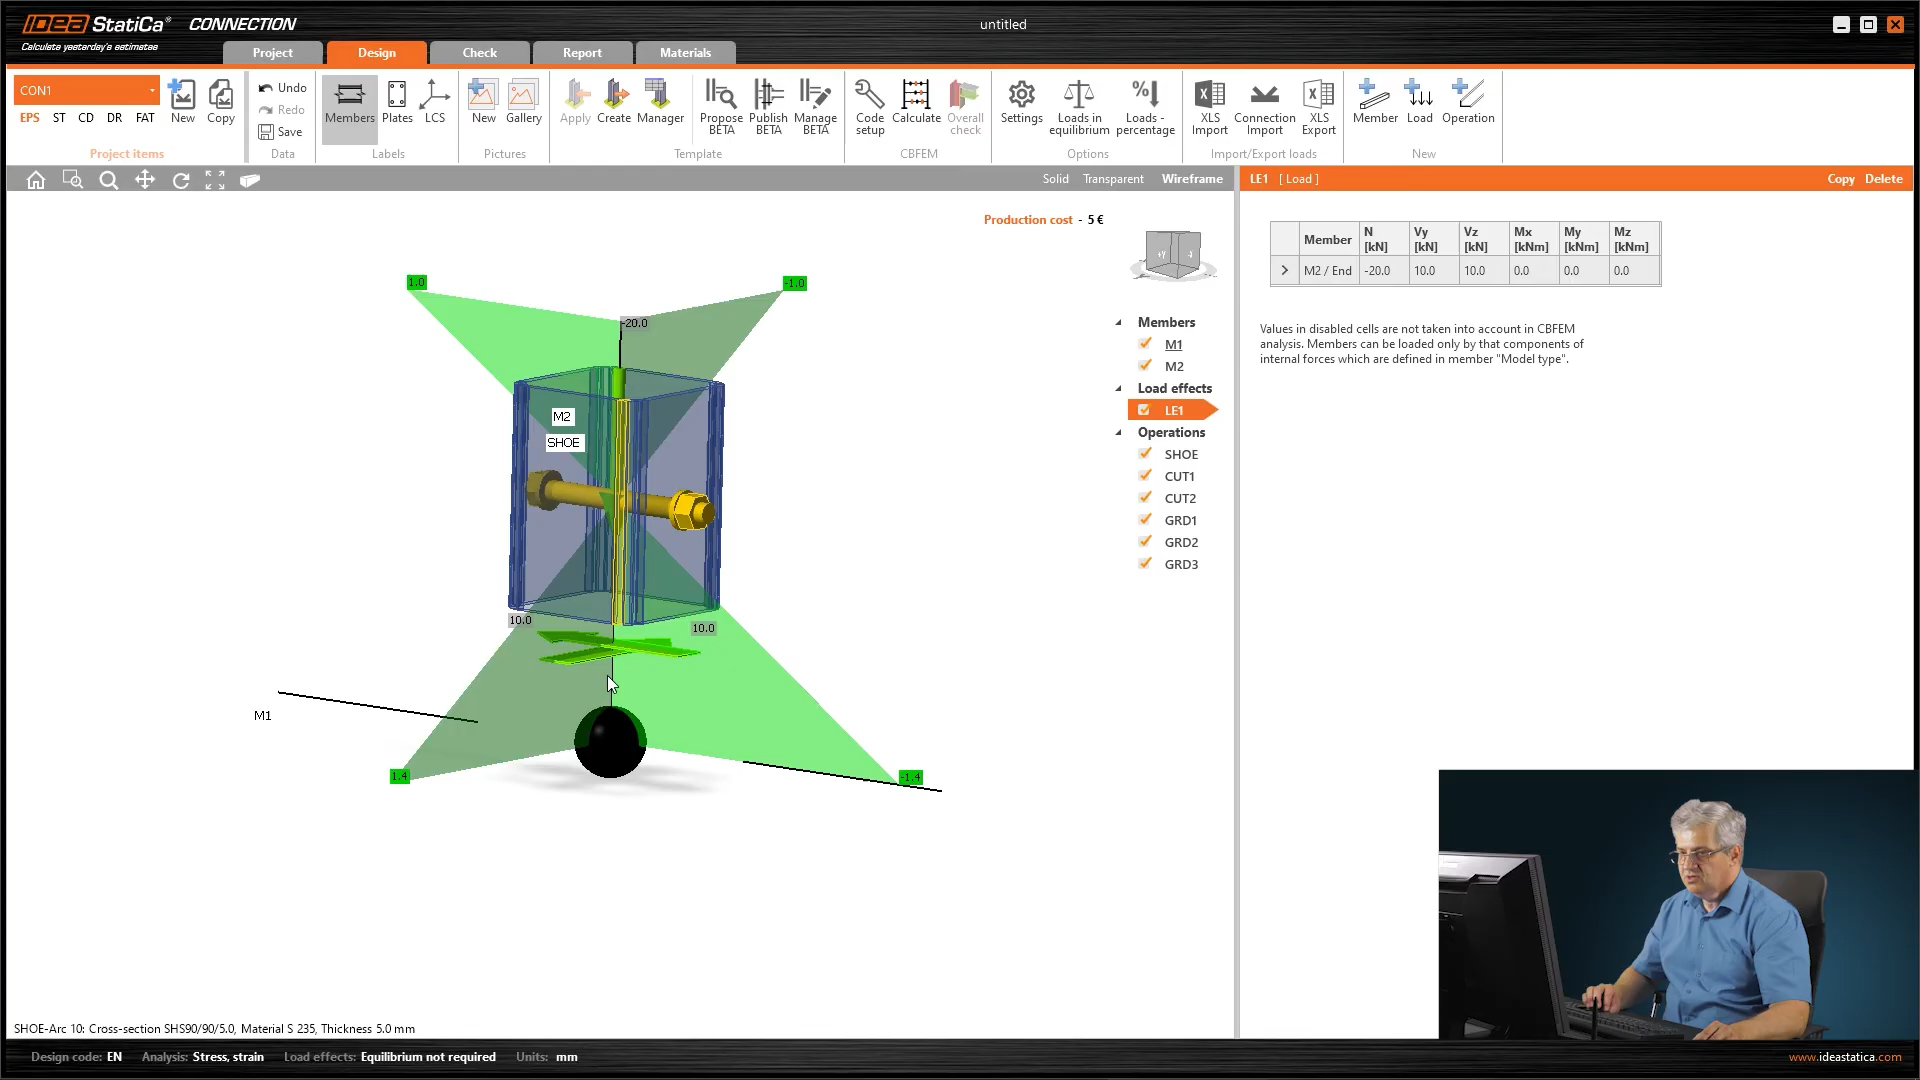 IDEA StatiCa® CONNECTION
Calculate yesterday's estimates
untitled
Project
Design
Check
Report
Materials
CON1
EPS ST CD DR FAT
New
Copy
Project items
Undo
Redo
Save
Data
Members
Plates
LCS
Labels
New
Gallery
Pictures
Apply
Create
Manager
Propose BETA
Publish BETA
Manage BETA
Template
Code setup
Calculate
Overall check
CBFEM
Settings
Loads in equilibrium
Loads - percentage
Options
XLS Import
Connection Import
XLS Export
Import/Export loads
Member
Load
Operation
New
Solid Transparent Wireframe
LE1 [ Load ]
Copy Delete
Production cost - 5 €
+Y
-X
Member N [kN] Vy [kN] Vz [kN] Mx [kNm] My [kNm] Mz [kNm]
M2 / End -20.0 10.0 10.0 0.0 0.0 0.0
Values in disabled cells are not taken into account in CBFEM
analysis. Members can be loaded only by that components of
internal forces which are defined in member "Model type".
Members
M1
M2
Load effects
LE1
Operations
SHOE
CUT1
CUT2
GRD1
GRD2
GRD3
1.0
-1.0
-20.0
M2
SHOE
10.0
10.0
M1
1.4
-1.4
SHOE-Arc 10: Cross-section SHS90/90/5.0, Material S 235, Thickness 5.0 mm
Design code: EN Analysis: Stress, strain Load effects: Equilibrium not required Units: mm
www.ideastatica.com